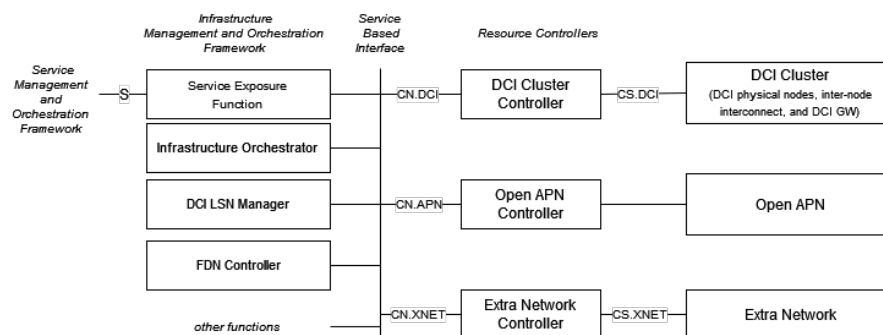 Infrastructure
Management and Orchestration
Framework
Service
Based
Interface
Resource Controllers
Service
Management
and
Orchestration
Framework
S
Service Exposure
Function
CN.DCI
DCI Cluster
Controller
CS.DCI
DCI Cluster
(DCI physical nodes, inter-node
interconnect, and DCI GW)
Infrastructure Orchestrator
DCI LSN Manager
CN.APN
Open APN
Controller
Open APN
FDN Controller
other functions
CN.XNET
Extra Network
Controller
CS.XNET
Extra Network